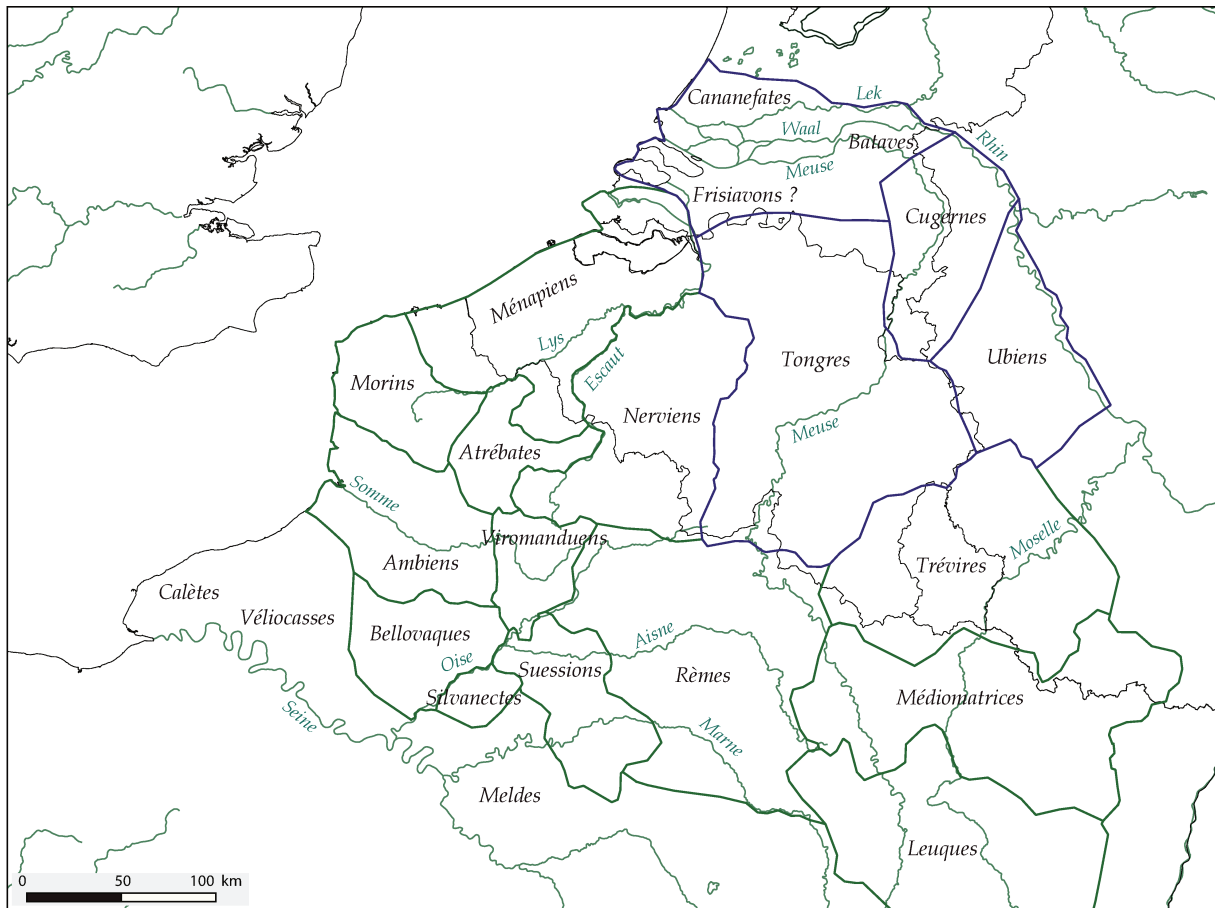 Cananefates
Lek
Waal
Bataves
Rhin
Meuse
Frisiavons ?
Cugernes
Ménapiens
Lys
Escaut
Tongres
Ubiens
Morins
Nerviens
Meuse
Atrébates
Somme
Viromanduens
Moselle
Ambiens
Trévires
Calètes
Véliocasses
Bellovaques
Aisne
Oise
Suessions
Rèmes
Silvanectes
Médiomatrices
Seine
Marne
Meldes
Leuques
0 50 100 km